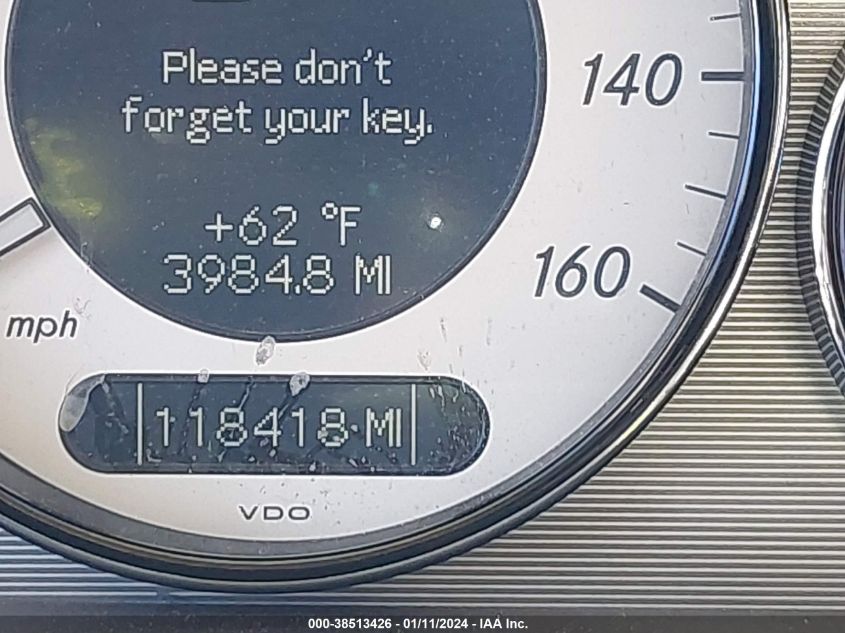 Please don't
forget your key.
+62 °F
3984.8 MI
140
160
mph
118418 MI
VDO
000-38513426 - 01/11/2024 - IAA Inc.